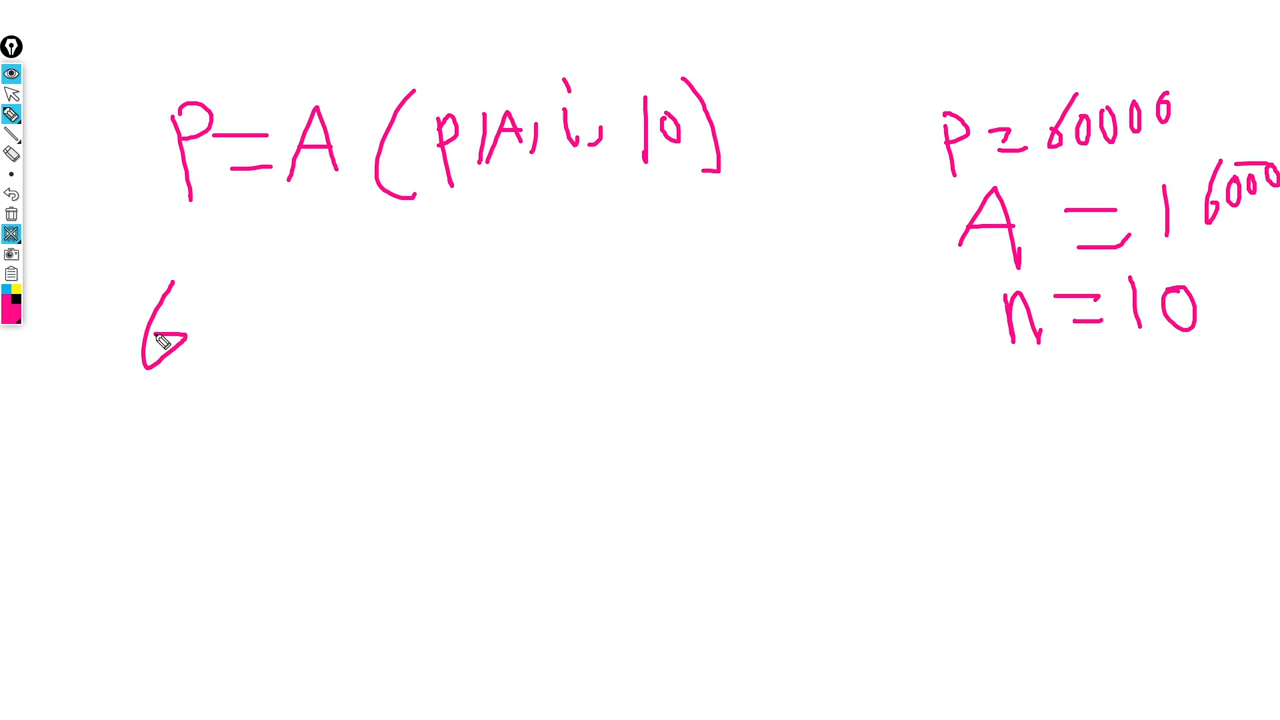 P = A (P/A, i, 10)
P = 60000
A = 16000
n = 10
6